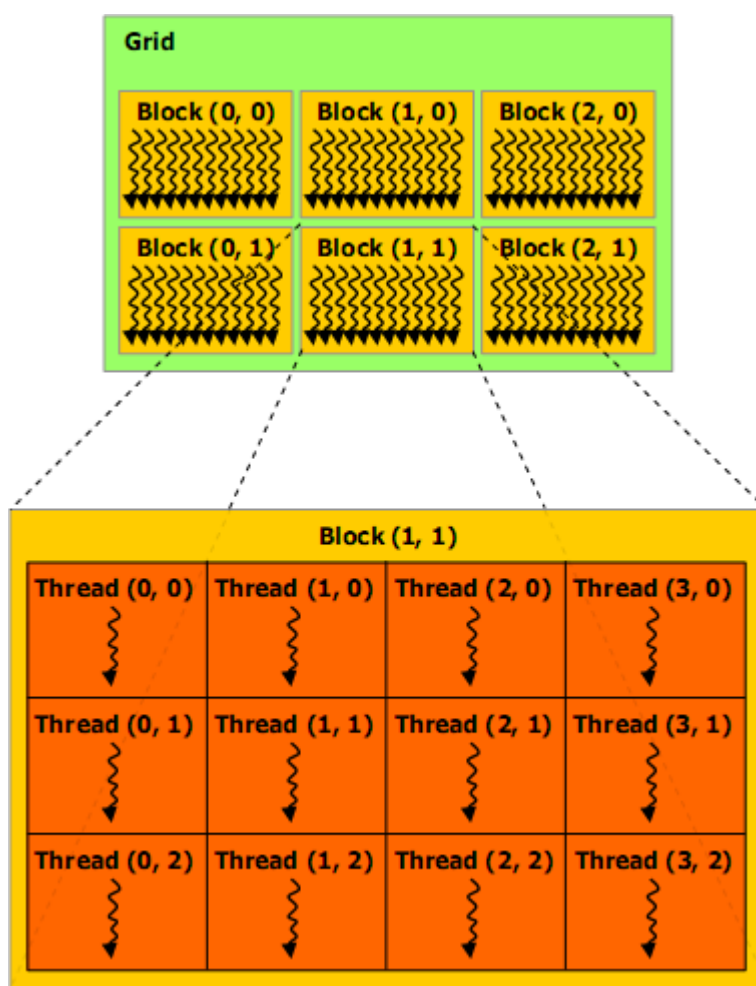 Grid
Block (0, 0) Block (1, 0) Block (2, 0)
Block (0, 1) Block (1, 1) Block (2, 1)
Block (1, 1)
Thread (0, 0) Thread (1, 0) Thread (2, 0) Thread (3, 0)
Thread (0, 1) Thread (1, 1) Thread (2, 1) Thread (3, 1)
Thread (0, 2) Thread (1, 2) Thread (2, 2) Thread (3, 2)